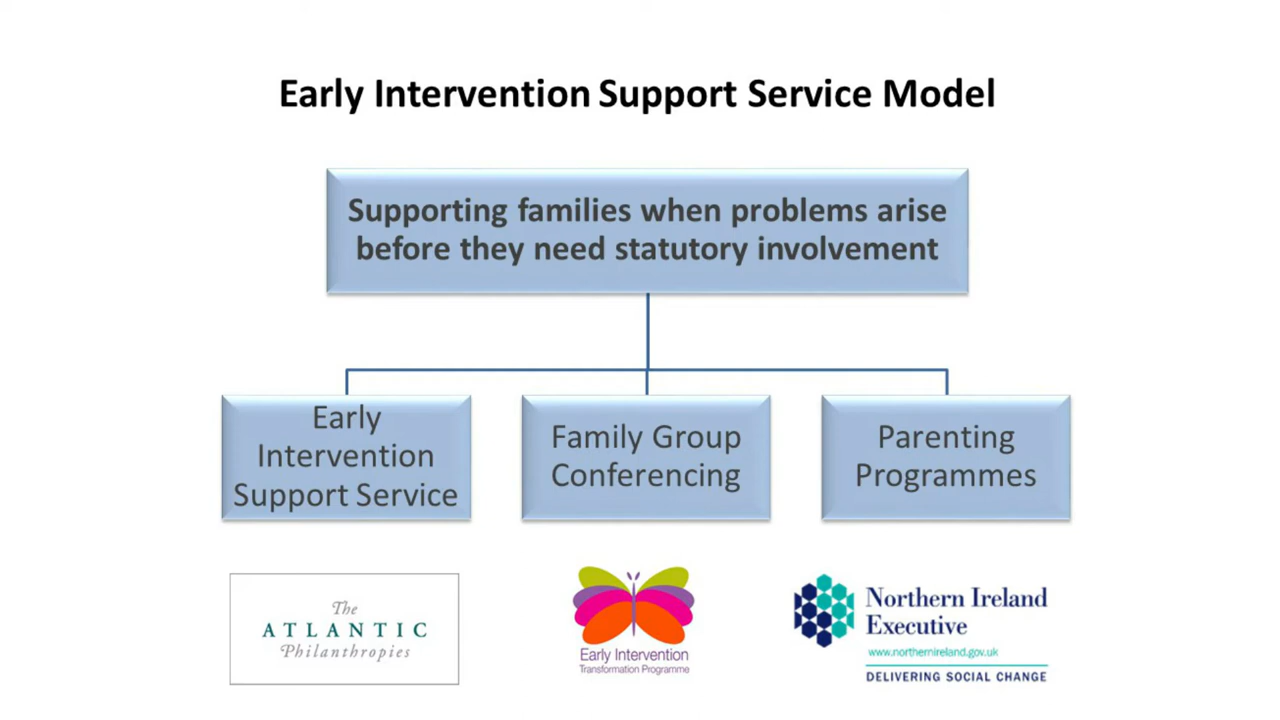 Early Intervention Support Service Model
Supporting families when problems arise
before they need statutory involvement
Early
Intervention
Support Service
Family Group
Conferencing
Parenting
Programmes
The
ATLANTIC
Philanthropies
Early Intervention
Transformation Programme
Northern Ireland
Executive
www.northernireland.gov.uk
DELIVERING SOCIAL CHANGE